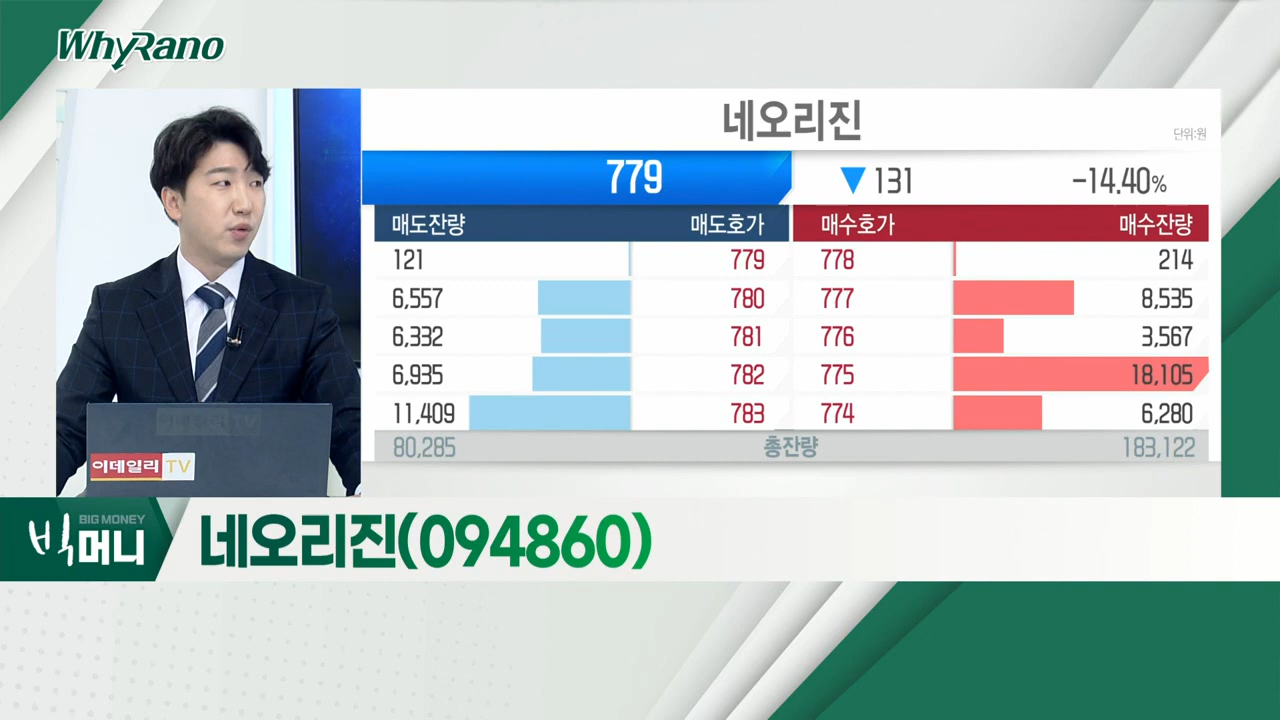 WhyRano
네오리진
단위:원
779 ▼ 131 -14.40%
매도잔량 매도호가 매수호가 매수잔량
121 779 778 214
6,557 780 777 8,535
6,332 781 776 3,567
6,935 782 775 18,105
11,409 783 774 6,280
80,285 총잔량 183,122
이데일리 TV
BIG MONEY
빅머니
네오리진(094860)